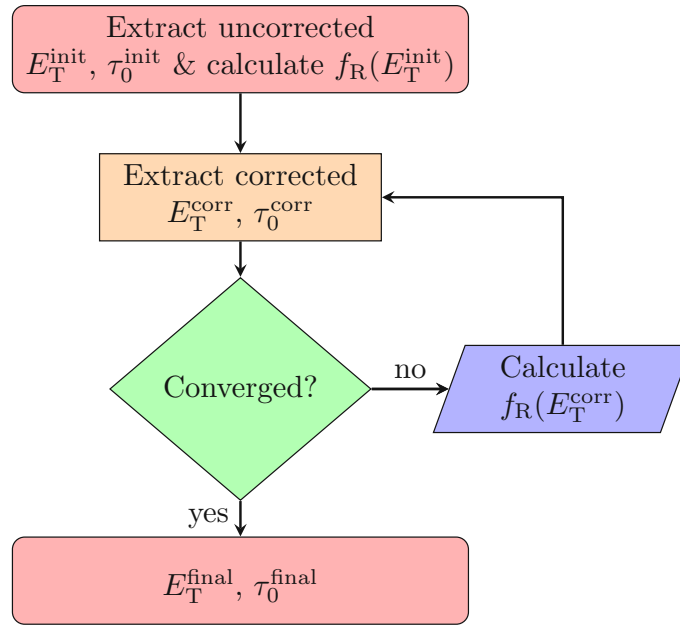 Extract uncorrected
E_T^init, τ_0^init & calculate f_R(E_T^init)
Extract corrected
E_T^corr, τ_0^corr
Converged?
no
Calculate
f_R(E_T^corr)
yes
E_T^final, τ_0^final